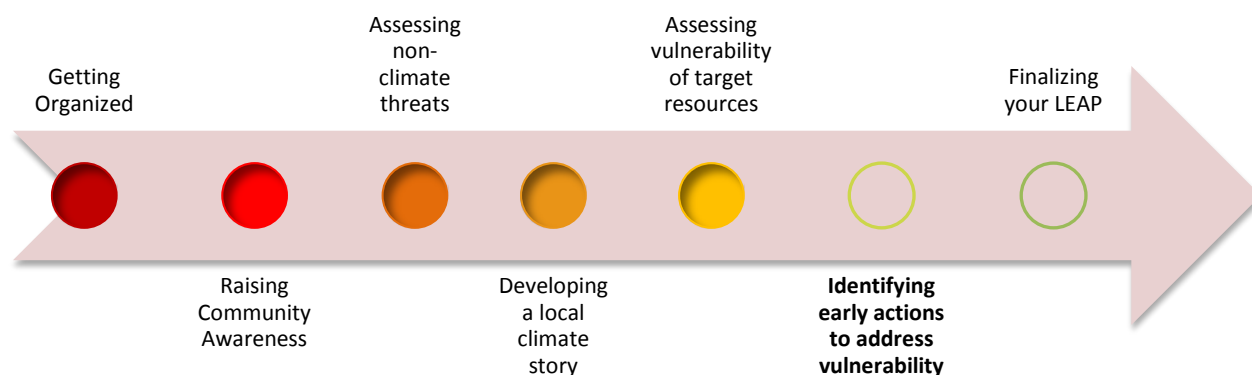 Getting
Organized
Raising
Community
Awareness
Assessing
non-
climate
threats
Developing
a local
climate
story
Assessing
vulnerability
of target
resources
Identifying
early actions
to address
vulnerability
Finalizing
your LEAP